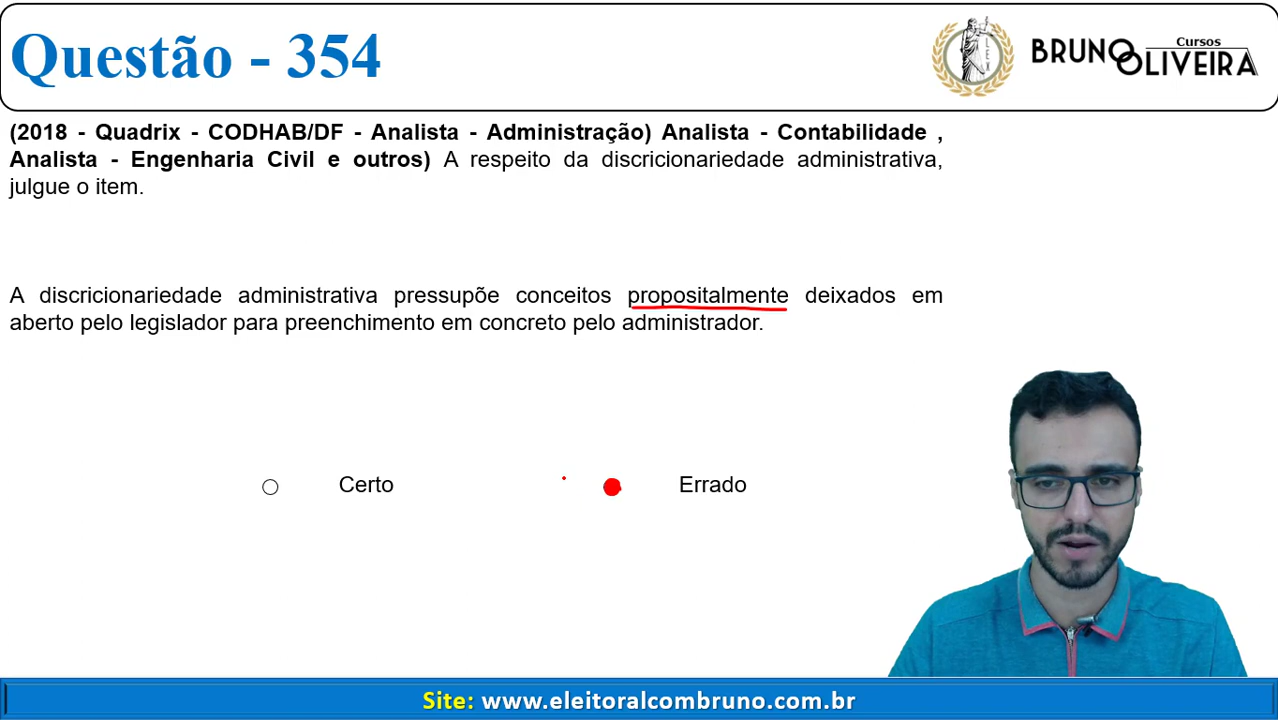 Questão - 354
Cursos
BRUNO OLIVEIRA
LEX
(2018 - Quadrix - CODHAB/DF - Analista - Administração) Analista - Contabilidade ,
Analista - Engenharia Civil e outros) A respeito da discricionariedade administrativa,
julgue o item.
A discricionariedade administrativa pressupõe conceitos propositalmente deixados em
aberto pelo legislador para preenchimento em concreto pelo administrador.
Certo
Errado
Site: www.eleitoralcombruno.com.br